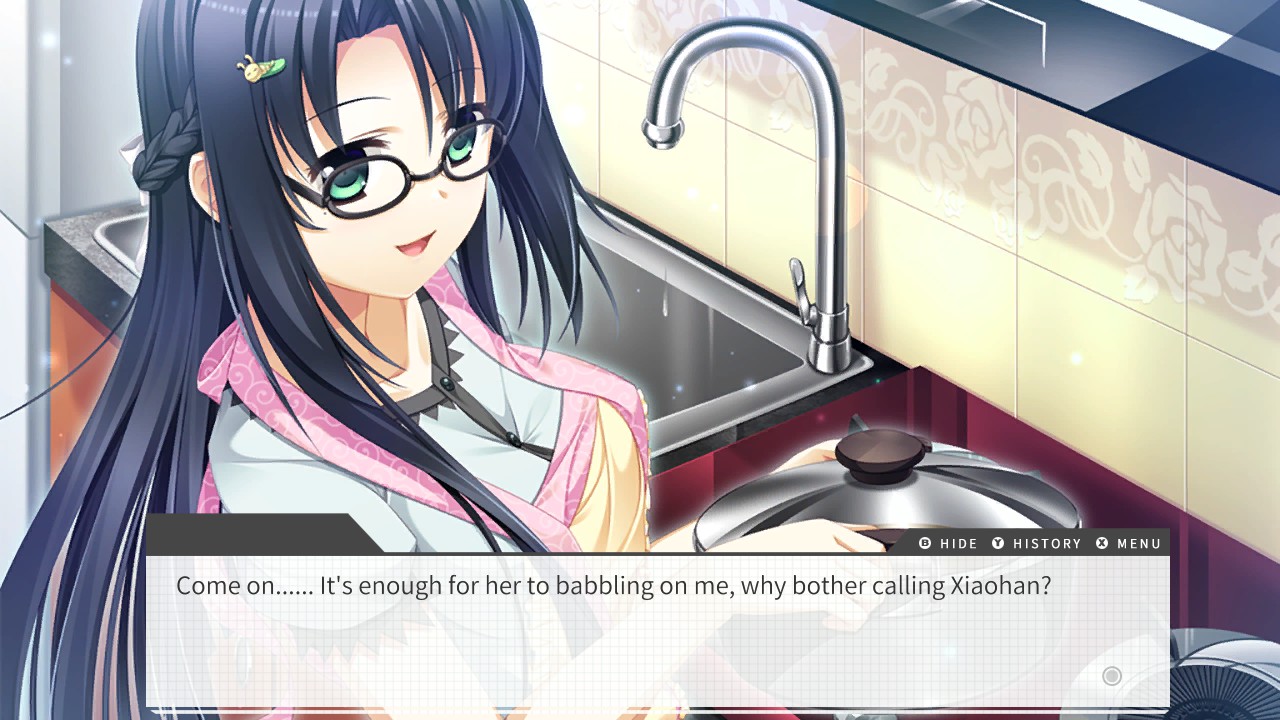 B HIDE Y HISTORY X MENU
Come on...... It's enough for her to babbling on me, why bother calling Xiaohan?